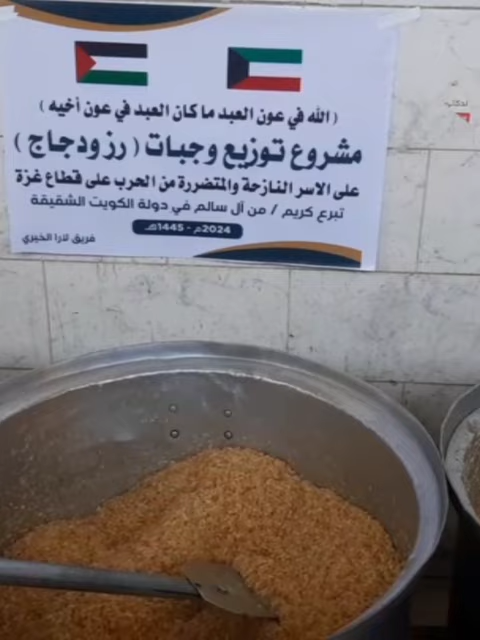 ( الله في عون العبد ما كان العبد في عون أخيه )
مشروع توزيع وجبات ( رز ودجاج )
على الاسر النازحة والمتضررة من الحرب على قطاع غزة
تبرع كريم / من آل سالم في دولة الكويت الشقيقة
2024م - 1445هـ
فريق لارا الخيري